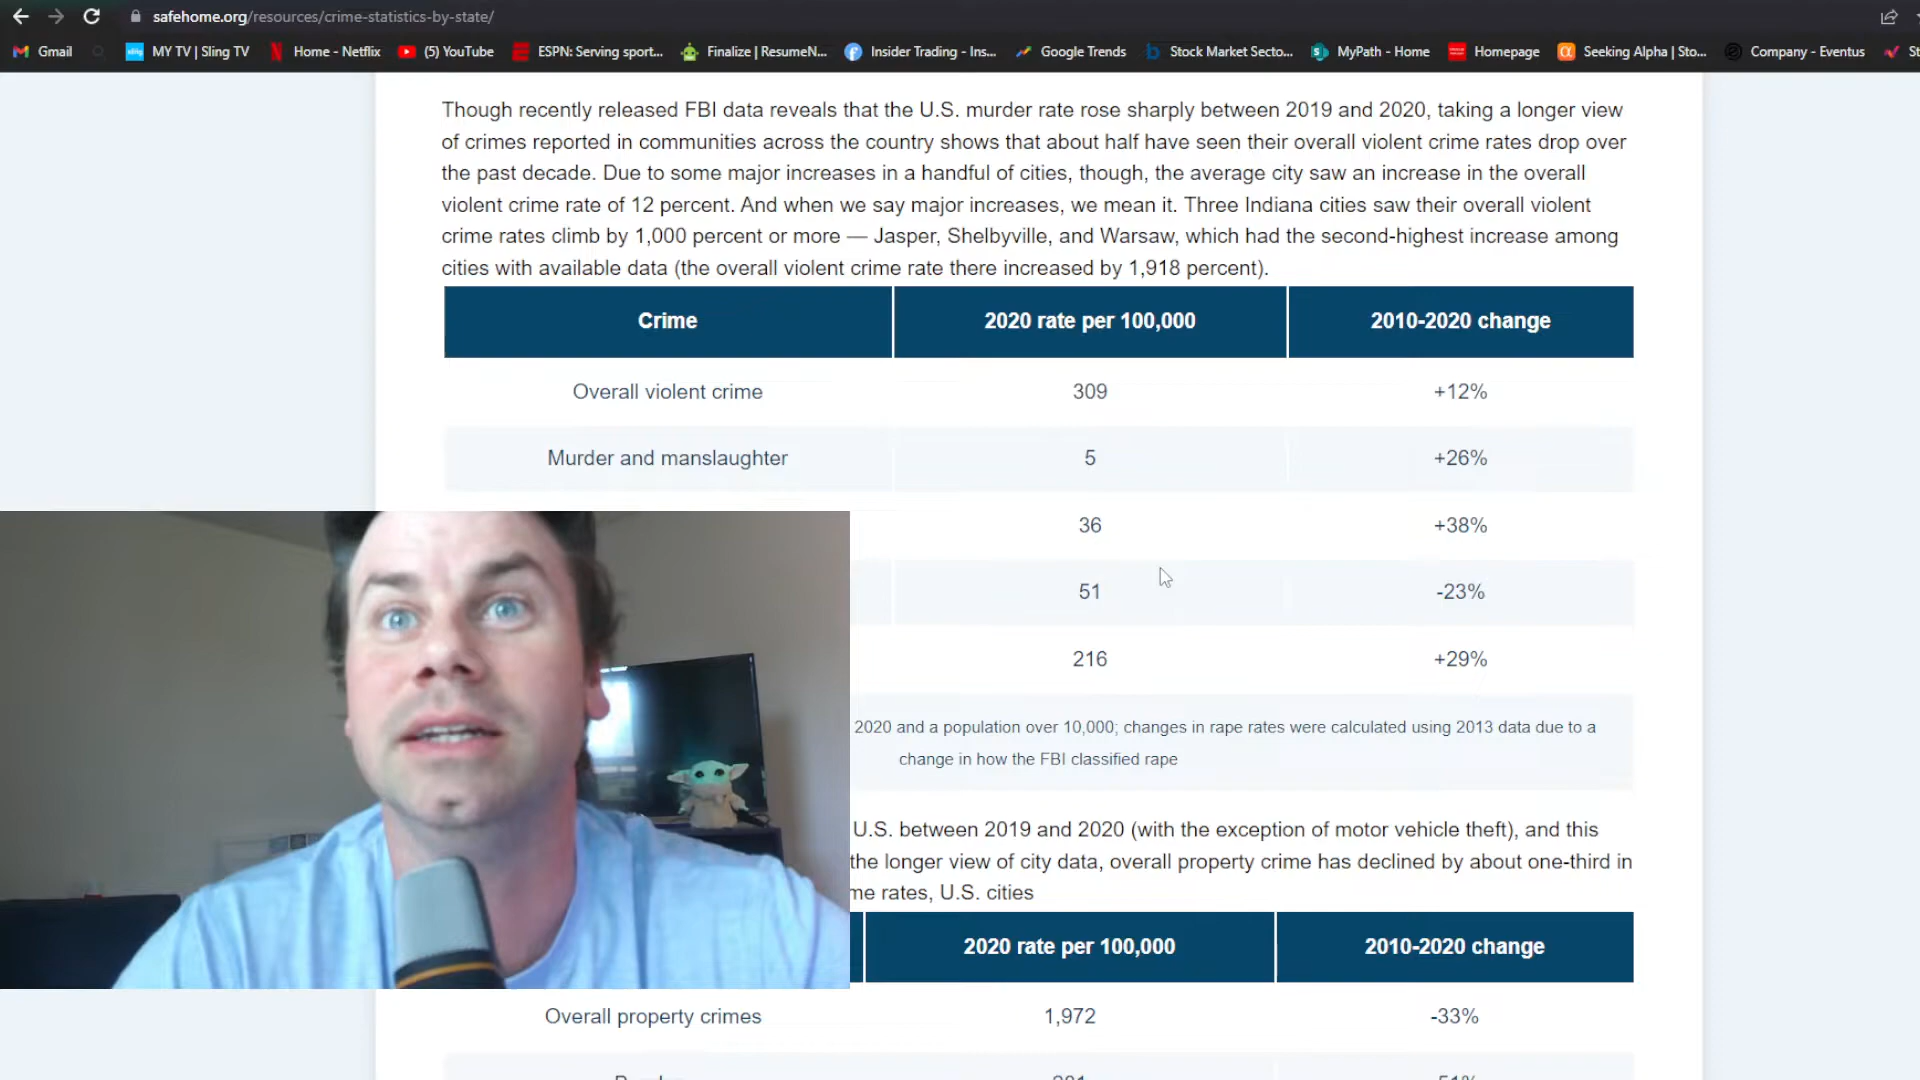 safehome.org/resources/crime-statistics-by-state/
Gmail MY TV | Sling TV Home - Netflix (5) YouTube ESPN: Serving sport... Finalize | ResumeN... Insider Trading - Ins... Google Trends Stock Market Secto... MyPath - Home Homepage Seeking Alpha | Sto... Company - Eventus St
Though recently released FBI data reveals that the U.S. murder rate rose sharply between 2019 and 2020, taking a longer view
of crimes reported in communities across the country shows that about half have seen their overall violent crime rates drop over
the past decade. Due to some major increases in a handful of cities, though, the average city saw an increase in the overall
violent crime rate of 12 percent. And when we say major increases, we mean it. Three Indiana cities saw their overall violent
crime rates climb by 1,000 percent or more — Jasper, Shelbyville, and Warsaw, which had the second-highest increase among
cities with available data (the overall violent crime rate there increased by 1,918 percent).
Crime 2020 rate per 100,000 2010-2020 change
Overall violent crime 309 +12%
Murder and manslaughter 5 +26%
36 +38%
51 -23%
216 +29%
2020 and a population over 10,000; changes in rape rates were calculated using 2013 data due to a
change in how the FBI classified rape
U.S. between 2019 and 2020 (with the exception of motor vehicle theft), and this
the longer view of city data, overall property crime has declined by about one-third in
me rates, U.S. cities
2020 rate per 100,000 2010-2020 change
Overall property crimes 1,972 -33%